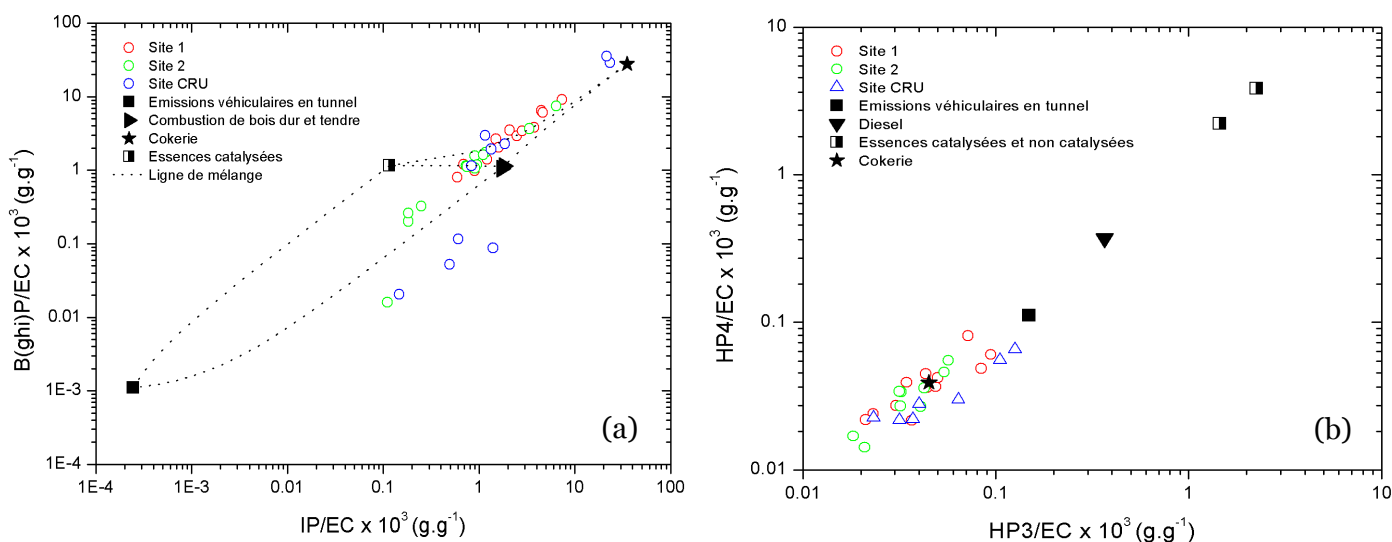 100
10
1
0.1
0.01
1E-3
1E-4
1E-4
1E-3
0.01
0.1
1
10
100
B(ghi)P/EC x 10³ (g.g⁻¹)
IP/EC x 10³ (g.g⁻¹)
Site 1
Site 2
Site CRU
Emissions véhiculaires en tunnel
Combustion de bois dur et tendre
Cokerie
Essences catalysées
Ligne de mélange
(a)
10
1
0.1
0.01
0.01
0.1
1
10
HP4/EC x 10³ (g.g⁻¹)
HP3/EC x 10³ (g.g⁻¹)
Site 1
Site 2
Site CRU
Emissions véhiculaires en tunnel
Diesel
Essences catalysées et non catalysées
Cokerie
(b)